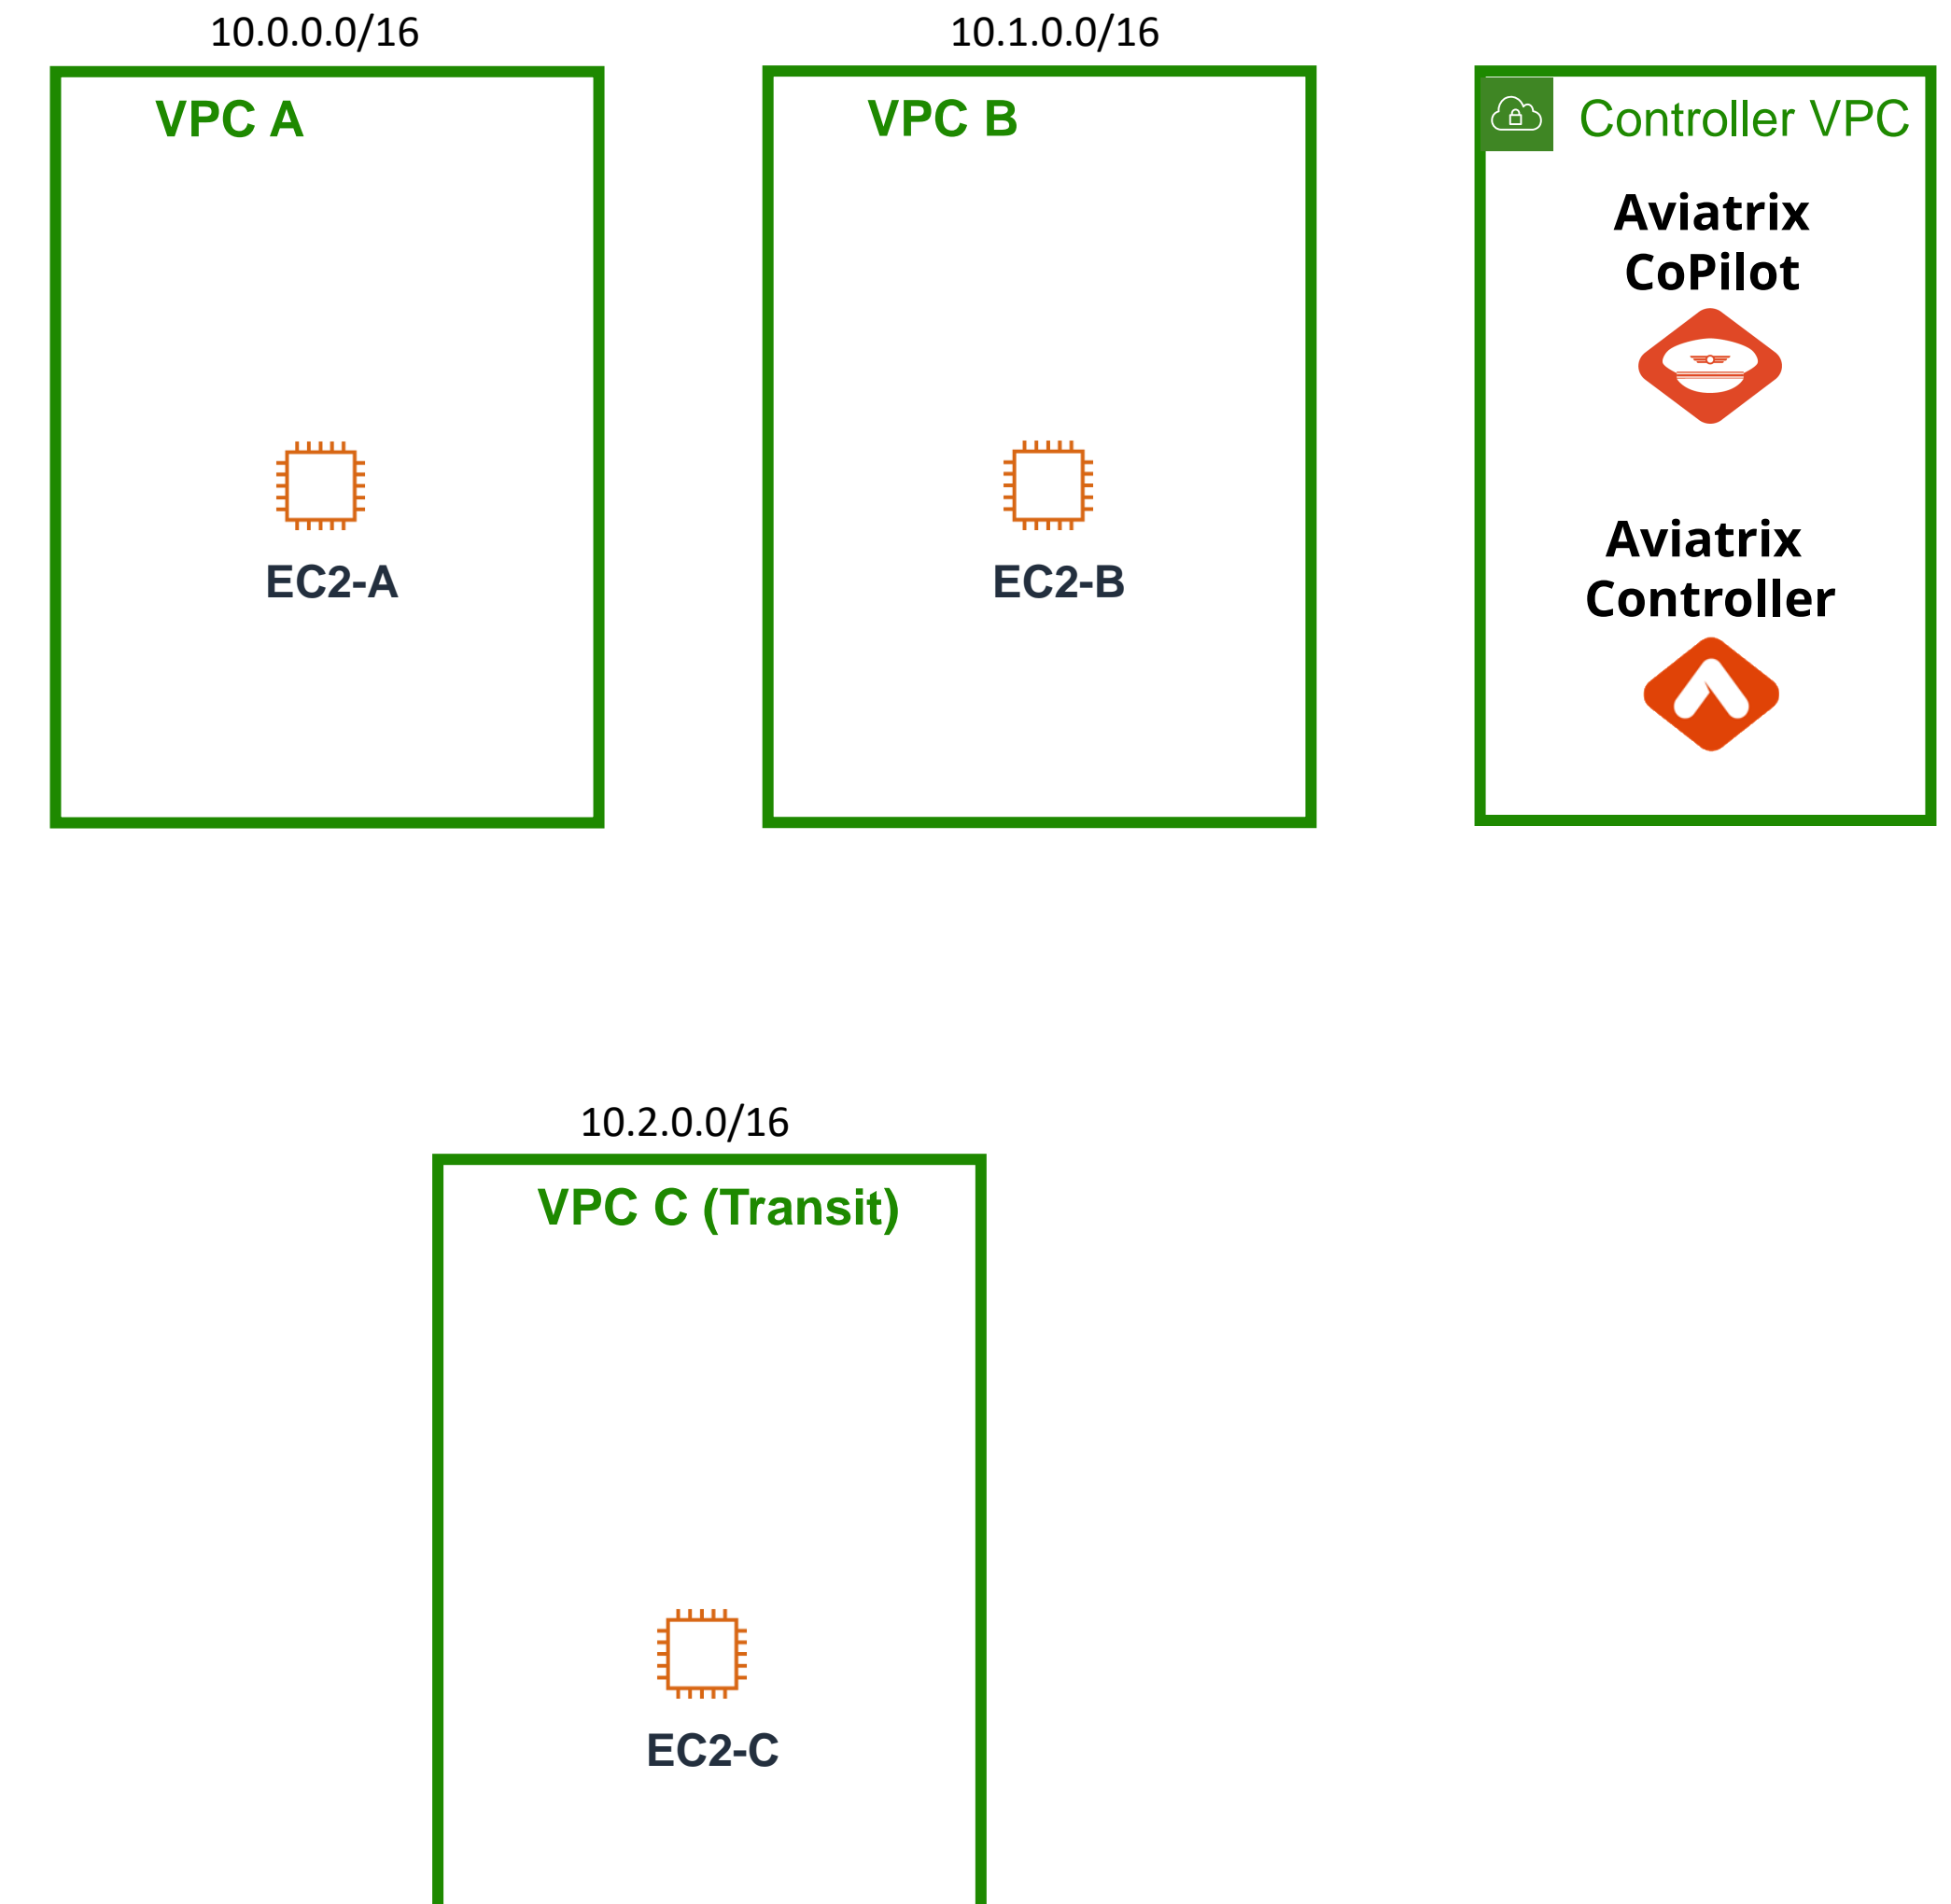 10.0.0.0/16
VPC A
EC2-A
10.1.0.0/16
VPC B
EC2-B
Controller VPC
Aviatrix
CoPilot
Aviatrix
Controller
10.2.0.0/16
VPC C (Transit)
EC2-C